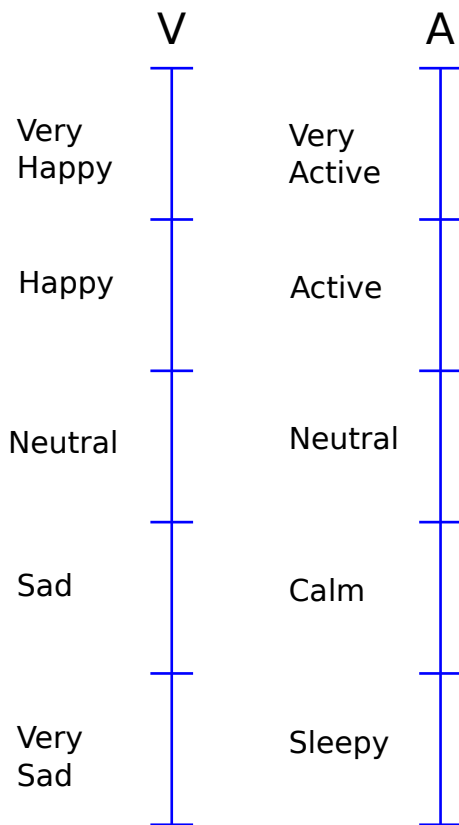 V
A
Very
Happy
Very
Active
Happy
Active
Neutral
Neutral
Sad
Calm
Very
Sad
Sleepy